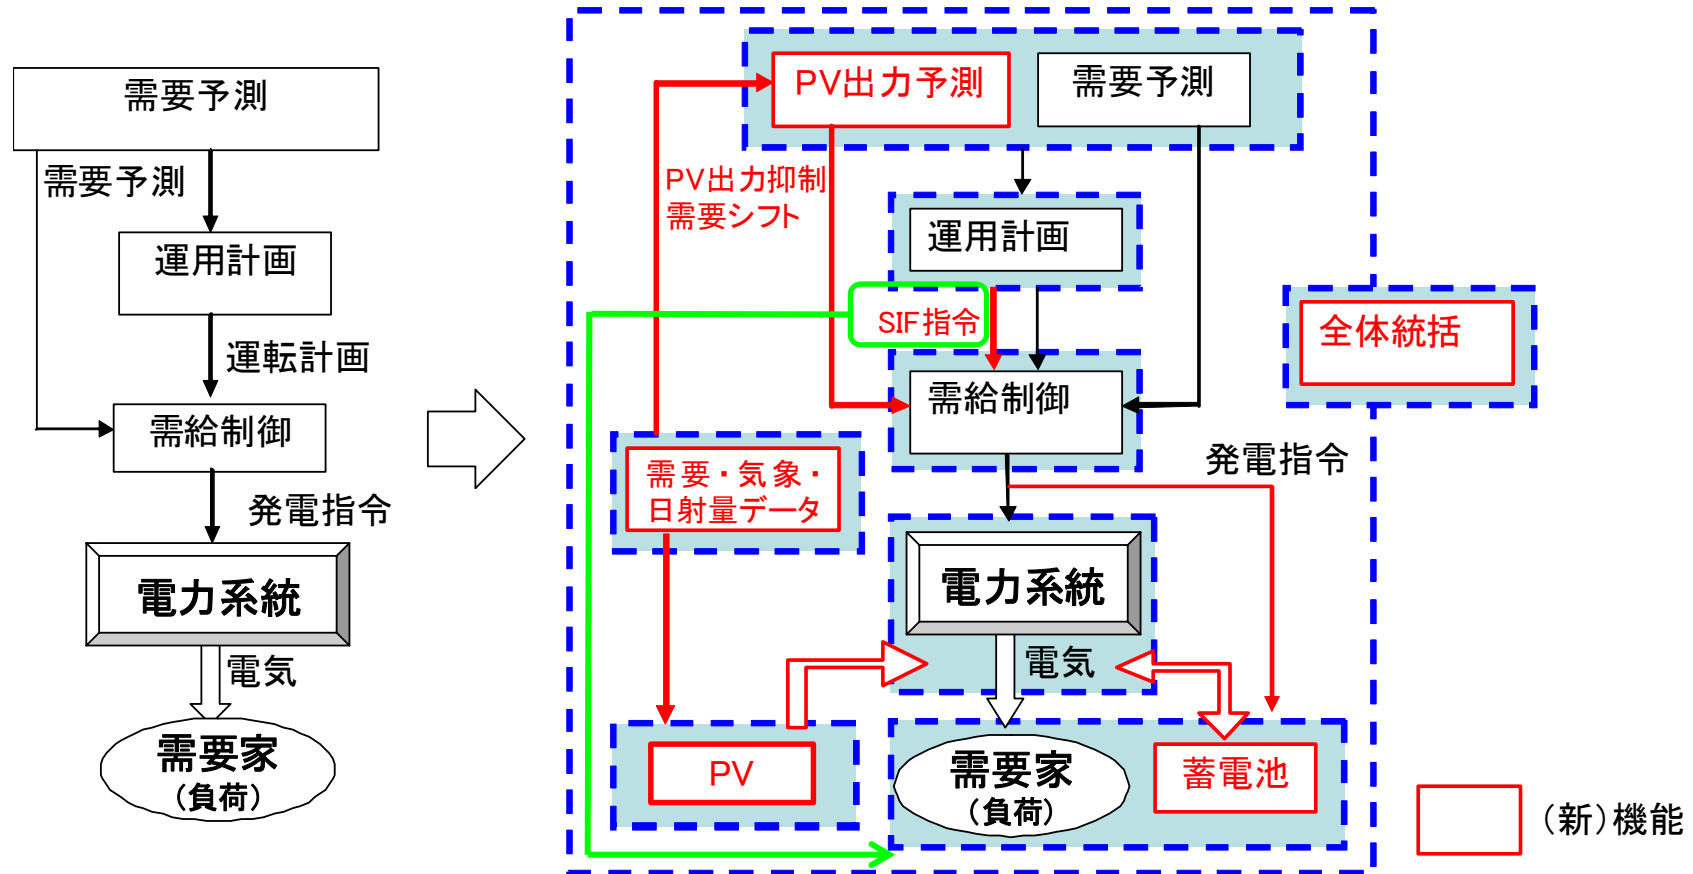 需要予測
需要予測
運用計画
運転計画
需給制御
発電指令
電力系統
電気
需要家
（負荷）
PV出力予測
需要予測
PV出力抑制
需要シフト
運用計画
SIF指令
全体統括
需給制御
発電指令
需要・気象・
日射量データ
電力系統
電気
PV
需要家
（負荷）
蓄電池
（新）機能